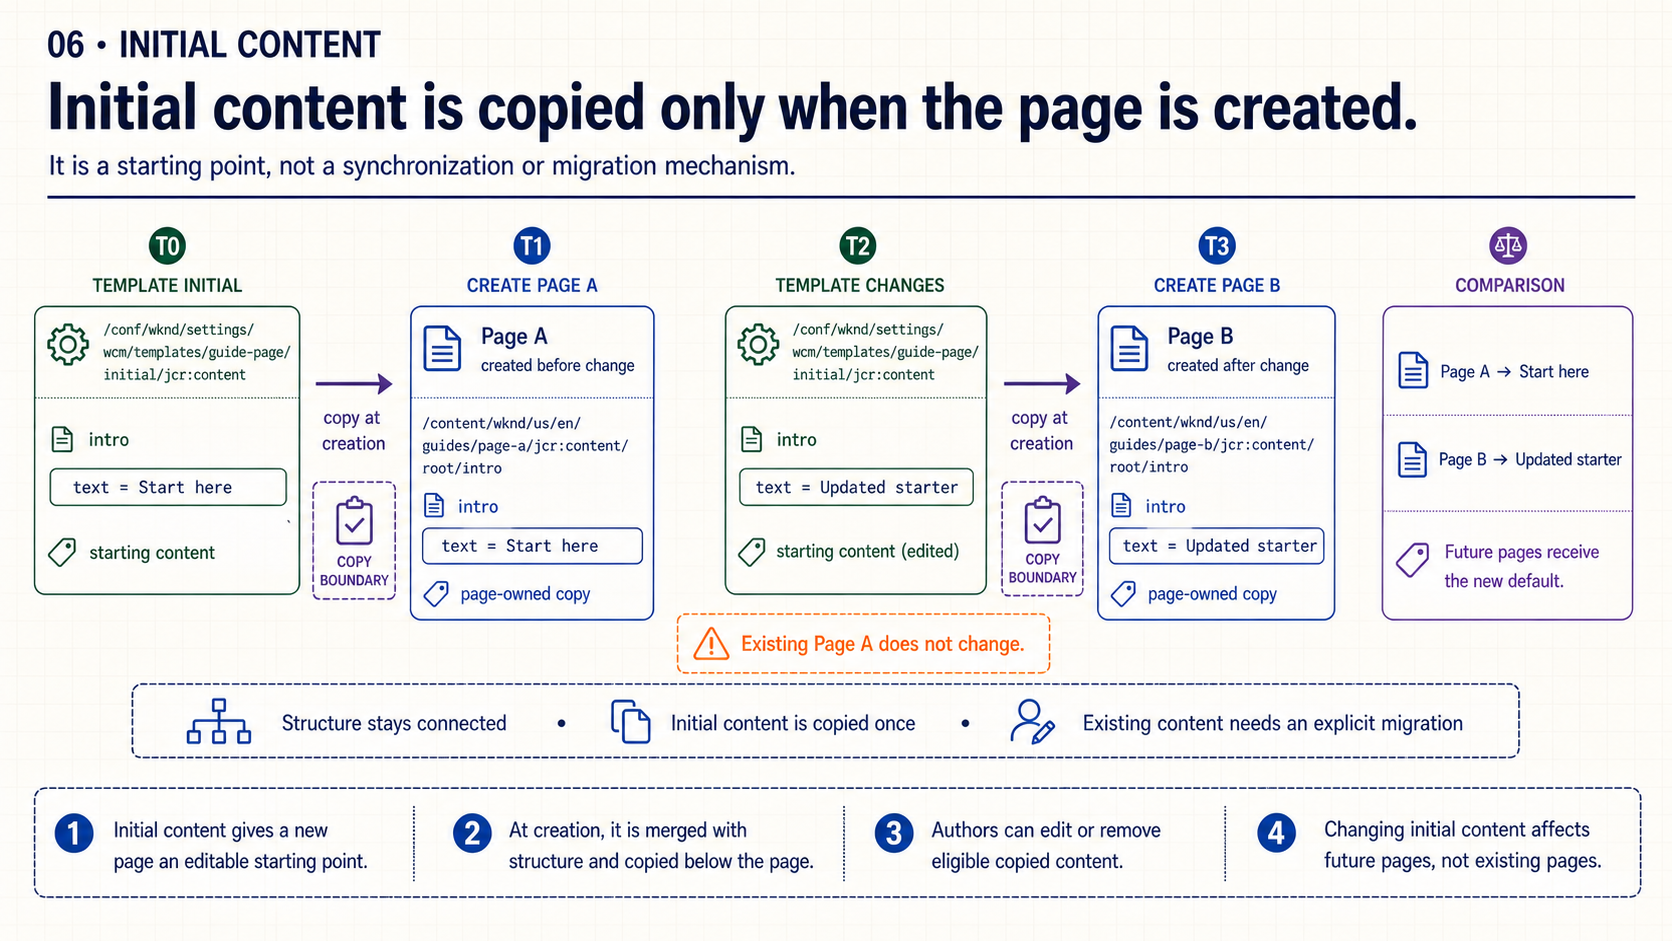 06 • INITIAL CONTENT
Initial content is copied only when the page is created.
It is a starting point, not a synchronization or migration mechanism.
T0
TEMPLATE INITIAL
/conf/wknd/settings/
wcm/templates/guide-page/
initial/jcr:content
intro
text = Start here
starting content
copy at
creation
COPY
BOUNDARY
T1
CREATE PAGE A
Page A
created before change
/content/wknd/us/en/
guides/page-a/jcr:content/
root/intro
intro
text = Start here
page-owned copy
T2
TEMPLATE CHANGES
/conf/wknd/settings/
wcm/templates/guide-page/
initial/jcr:content
intro
text = Updated starter
starting content (edited)
copy at
creation
COPY
BOUNDARY
T3
CREATE PAGE B
Page B
created after change
/content/wknd/us/en/
guides/page-b/jcr:content/
root/intro
intro
text = Updated starter
page-owned copy
COMPARISON
Page A → Start here
Page B → Updated starter
Future pages receive
the new default.
Existing Page A does not change.
Structure stays connected • Initial content is copied once • Existing content needs an explicit migration
1
Initial content gives a new
page an editable starting point.
2
At creation, it is merged with
structure and copied below the page.
3
Authors can edit or remove
eligible copied content.
4
Changing initial content affects
future pages, not existing pages.